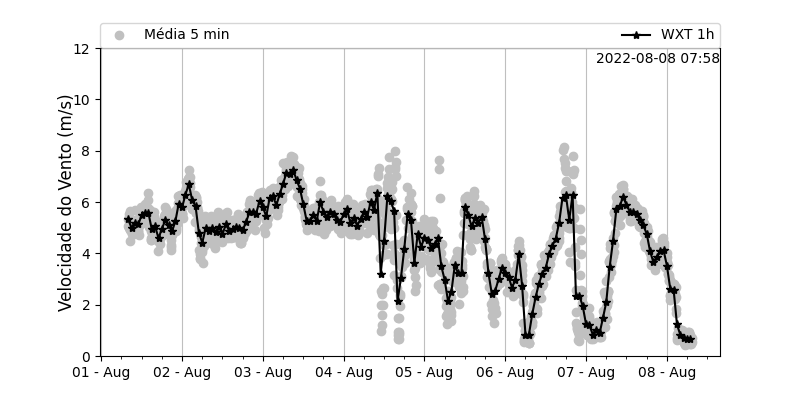 Média 5 min WXT 1h
2022-08-08 07:58
Velocidade do Vento (m/s)
12
10
8
6
4
2
0
01 - Aug 02 - Aug 03 - Aug 04 - Aug 05 - Aug 06 - Aug 07 - Aug 08 - Aug